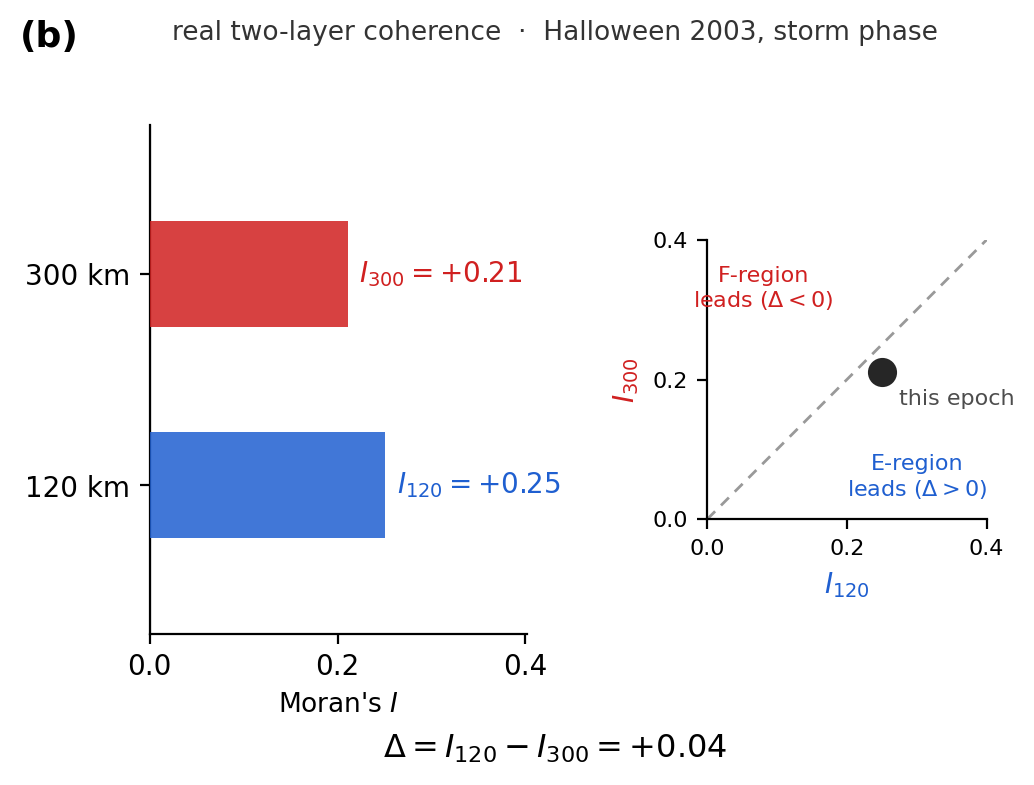 (b)
real two-layer coherence · Halloween 2003, storm phase
300 km
I₃₀₀ = +0.21
120 km
I₁₂₀ = +0.25
0.0 0.2 0.4
Moran's I
0.4
0.2
0.0
I₃₀₀
F-region
leads (Δ < 0)
this epoch
E-region
leads (Δ > 0)
0.0 0.2 0.4
I₁₂₀
Δ = I₁₂₀ − I₃₀₀ = +0.04